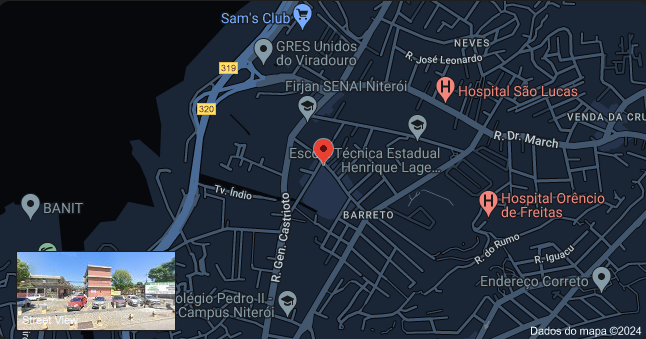 Sam's Club
NEVES
GRES Unidos
do Viradouro
R. José Leonardo
319
Firjan SENAI Niterói
Hospital São Lucas
320
VENDA DA CRU
R. Dr. March
Escola Técnica Estadual
Henrique Lage...
Tv. Índio
BANIT
BARRETO
Hospital Orêncio
de Freitas
R. Gen. Castrioto
R. do Rumo
R. Iguacu
Endereço Correto
olégio Pedro II -
Campus Niterói
Street View
Dados do mapa ©2024